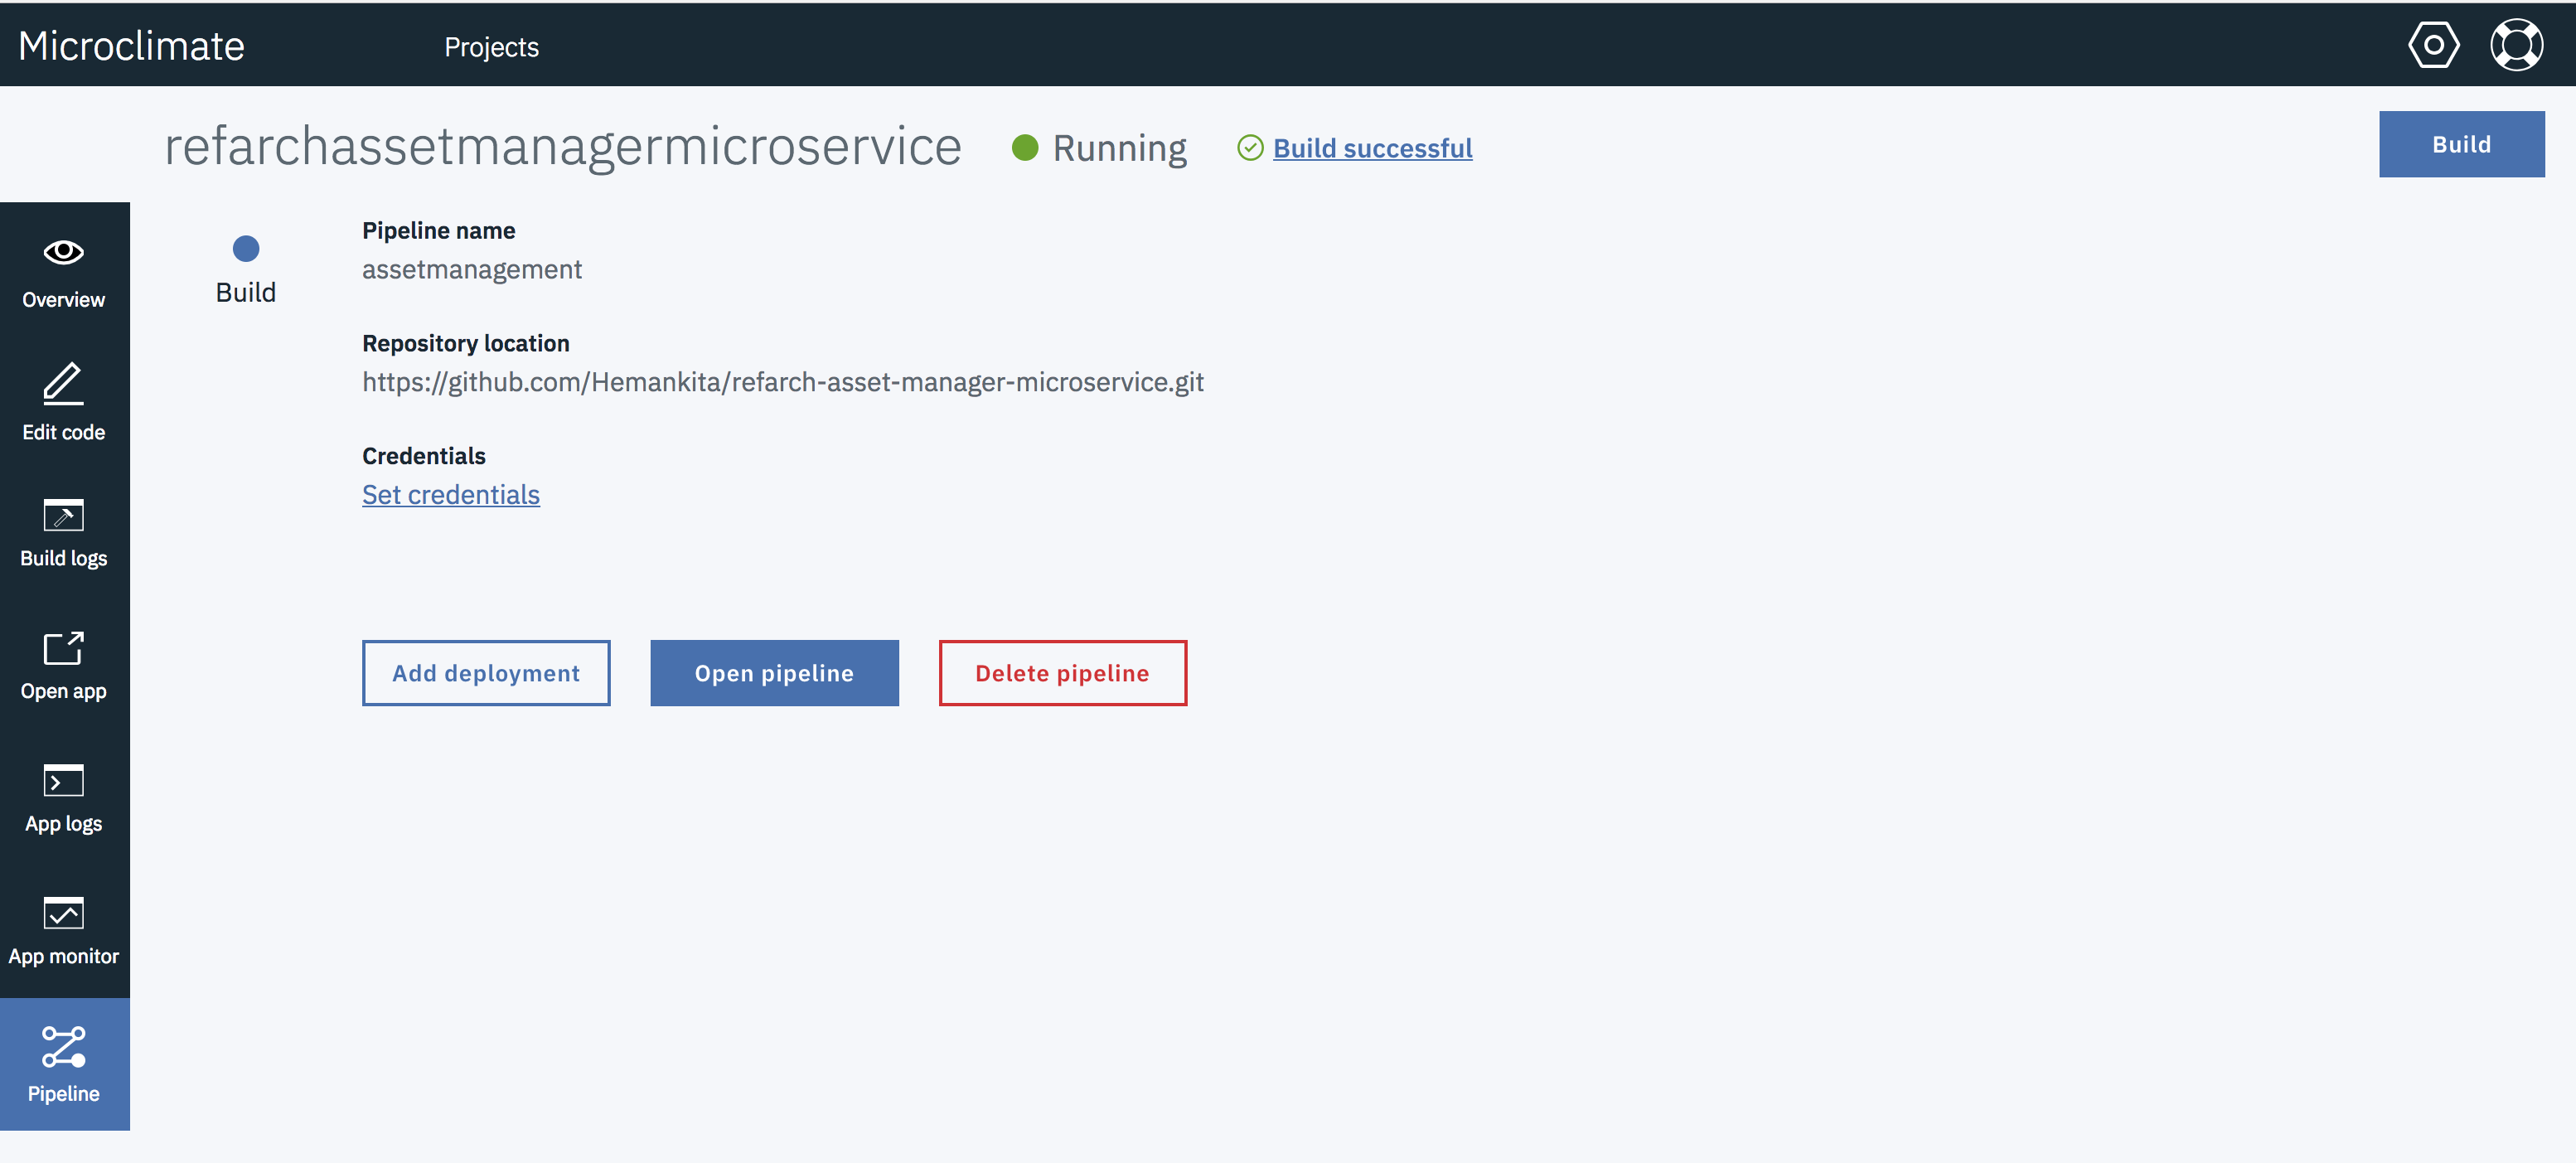 Microclimate
Projects
refarchassetmanagermicroservice
Running
Build successful
Build
Overview
Edit code
Build logs
Open app
App logs
App monitor
Pipeline
Build
Pipeline name
assetmanagement
Repository location
https://github.com/Hemankita/refarch-asset-manager-microservice.git
Credentials
Set credentials
Add deployment
Open pipeline
Delete pipeline